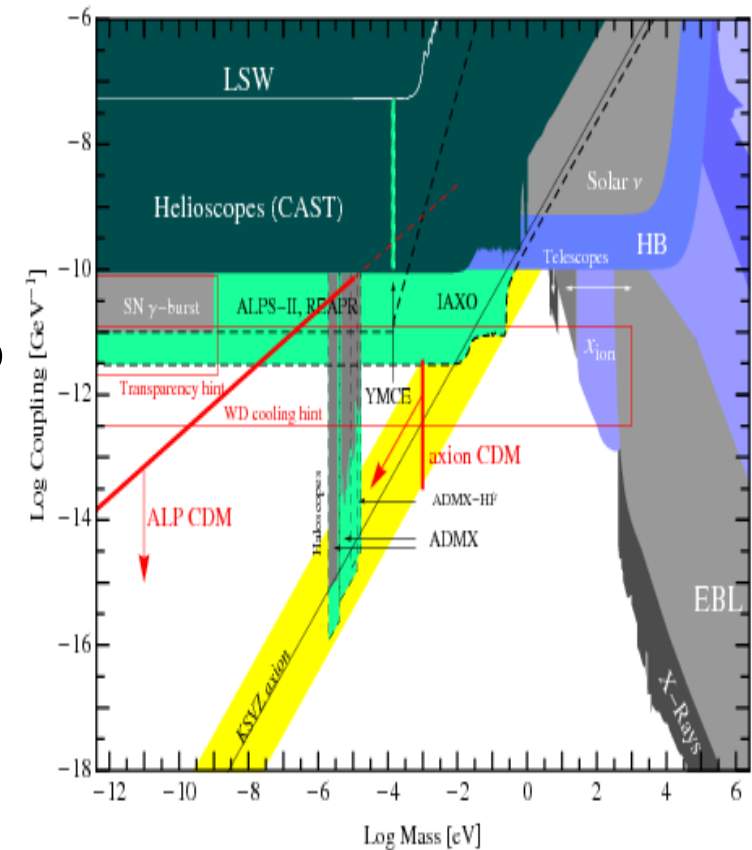 -6
-8
-10
-12
-14
-16
-18
Log Coupling [GeV⁻¹]
LSW
Helioscopes (CAST)
Solar ν
HB
Telescopes
SN γ-burst
ALPS-II, REAPR
IAXO
x_ion
Transparency hint
YMCE
WD cooling hint
axion CDM
ADMX-HF
ALP CDM
Haloscopes
ADMX
EBL
KSVZ axion
X-Rays
-12 -10 -8 -6 -4 -2 0 2 4 6
Log Mass [eV]